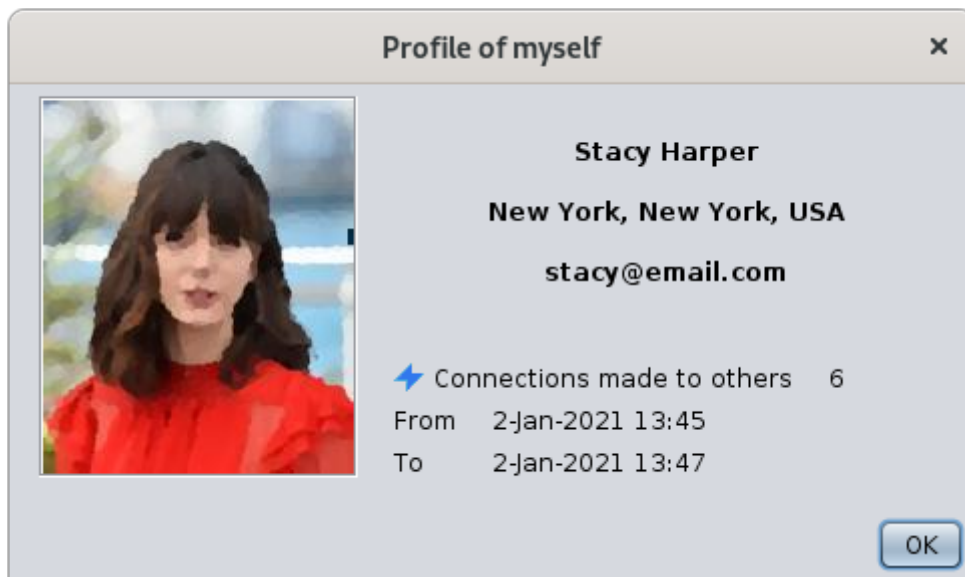 Profile of myself
Stacy Harper
New York, New York, USA
stacy@email.com
Connections made to others 6
From 2-Jan-2021 13:45
To 2-Jan-2021 13:47
OK